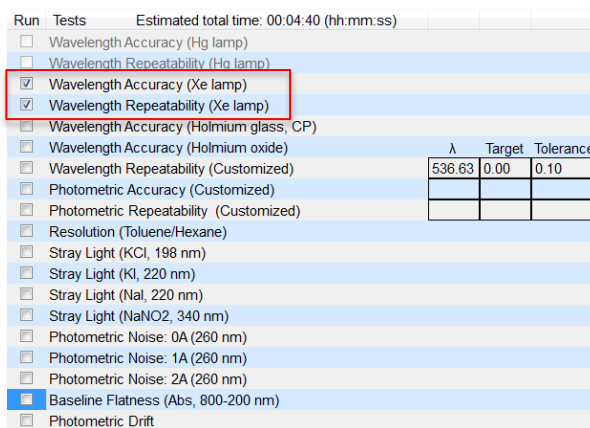 Run Tests Estimated total time: 00:04:40 (hh:mm:ss)
Wavelength Accuracy (Hg lamp)
Wavelength Repeatability (Hg lamp)
Wavelength Accuracy (Xe lamp)
Wavelength Repeatability (Xe lamp)
Wavelength Accuracy (Holmium glass, CP)
Wavelength Accuracy (Holmium oxide) λ Target Tolerance
Wavelength Repeatability (Customized) 536.63 0.00 0.10
Photometric Accuracy (Customized)
Photometric Repeatability (Customized)
Resolution (Toluene/Hexane)
Stray Light (KCl, 198 nm)
Stray Light (KI, 220 nm)
Stray Light (NaI, 220 nm)
Stray Light (NaNO2, 340 nm)
Photometric Noise: 0A (260 nm)
Photometric Noise: 1A (260 nm)
Photometric Noise: 2A (260 nm)
Baseline Flatness (Abs, 800-200 nm)
Photometric Drift